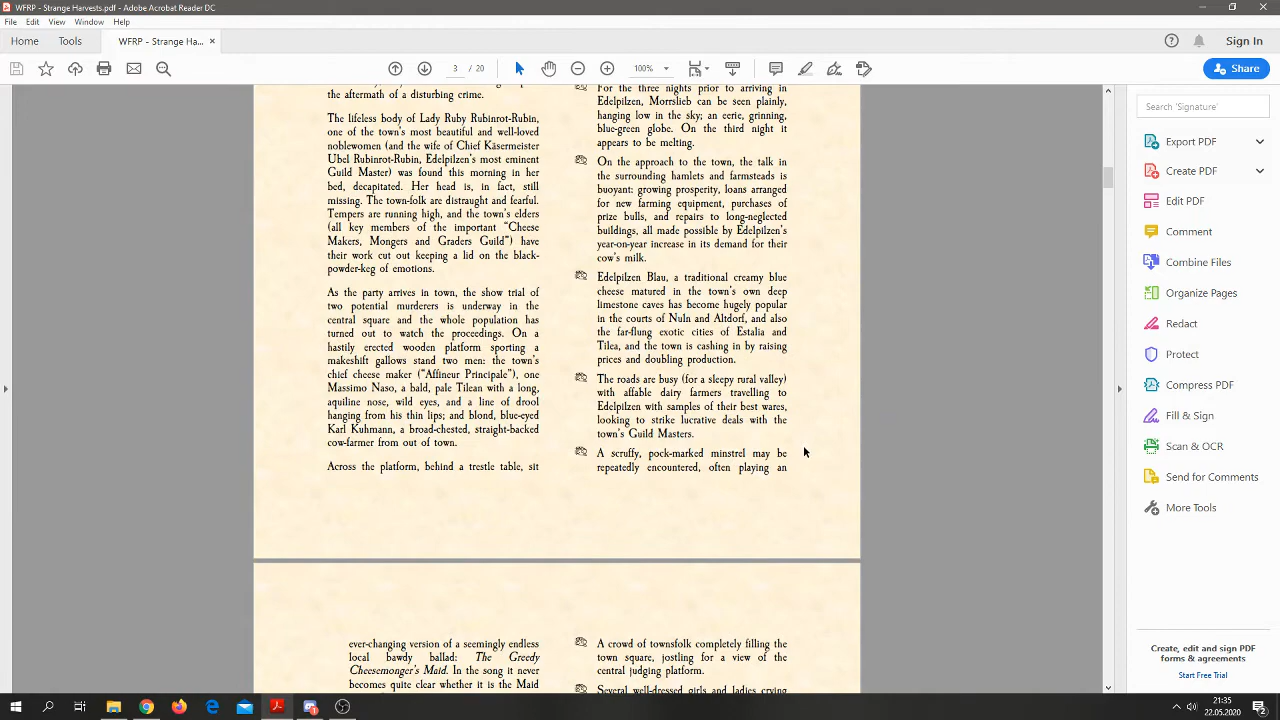 WFRP - Strange Harvests.pdf - Adobe Acrobat Reader DC
File Edit View Window Help
Home Tools WFRP - Strange Ha... ×
Sign In
3 / 20
100%
Share
the aftermath of a disturbing crime.
The lifeless body of Lady Ruby Rubinrot-Rubin,
one of the town's most beautiful and well-loved
noblewomen (and the wife of Chief Käsermeister
Ubel Rubinrot-Rubin, Edelpilzen's most eminent
Guild Master) was found this morning in her
bed, decapitated. Her head is, in fact, still
missing. The town-folk are distraught and fearful.
Tempers are running high, and the town's elders
(all key members of the important "Cheese
Makers, Mongers and Graders Guild") have
their work cut out keeping a lid on the black-
powder-keg of emotions.
As the party arrives in town, the show trial of
two potential murderers is underway in the
central square and the whole population has
turned out to watch the proceedings. On a
hastily erected wooden platform sporting a
makeshift gallows stand two men: the town's
chief cheese maker ("Affineur Principale"), one
Massimo Naso, a bald, pale Tilean with a long,
aquiline nose, wild eyes, and a line of drool
hanging from his thin lips; and blond, blue-eyed
Karl Kuhmann, a broad-chested, straight-backed
cow-farmer from out of town.
Across the platform, behind a trestle table, sit
For the three nights prior to arriving in
Edelpilzen, Morrslieb can be seen plainly,
hanging low in the sky; an eerie, grinning,
blue-green globe. On the third night it
appears to be melting.
On the approach to the town, the talk in
the surrounding hamlets and farmsteads is
buoyant: growing prosperity, loans arranged
for new farming equipment, purchases of
prize bulls, and repairs to long-neglected
buildings, all made possible by Edelpilzen's
year-on-year increase in its demand for their
cow's milk.
Edelpilzen Blau, a traditional creamy blue
cheese matured in the town's own deep
limestone caves has become hugely popular
in the courts of Nuln and Altdorf, and also
the far-flung exotic cities of Estalia and
Tilea, and the town is cashing in by raising
prices and doubling production.
The roads are busy (for a sleepy rural valley)
with affable dairy farmers travelling to
Edelpilzen with samples of their best wares,
looking to strike lucrative deals with the
town's Guild Masters.
A scruffy, pock-marked minstrel may be
repeatedly encountered, often playing an
ever-changing version of a seemingly endless
local bawdy ballad: The Greedy
Cheesemonger's Maid. In the song it never
becomes quite clear whether it is the Maid
A crowd of townsfolk completely filling the
town square, jostling for a view of the
central judging platform.
Several well-dressed girls and ladies crying
Search 'Signature'
Export PDF
Create PDF
Edit PDF
Comment
Combine Files
Organize Pages
Redact
Protect
Compress PDF
Fill & Sign
Scan & OCR
Send for Comments
More Tools
Create, edit and sign PDF
forms & agreements
Start Free Trial
21:35
22.05.2020
2